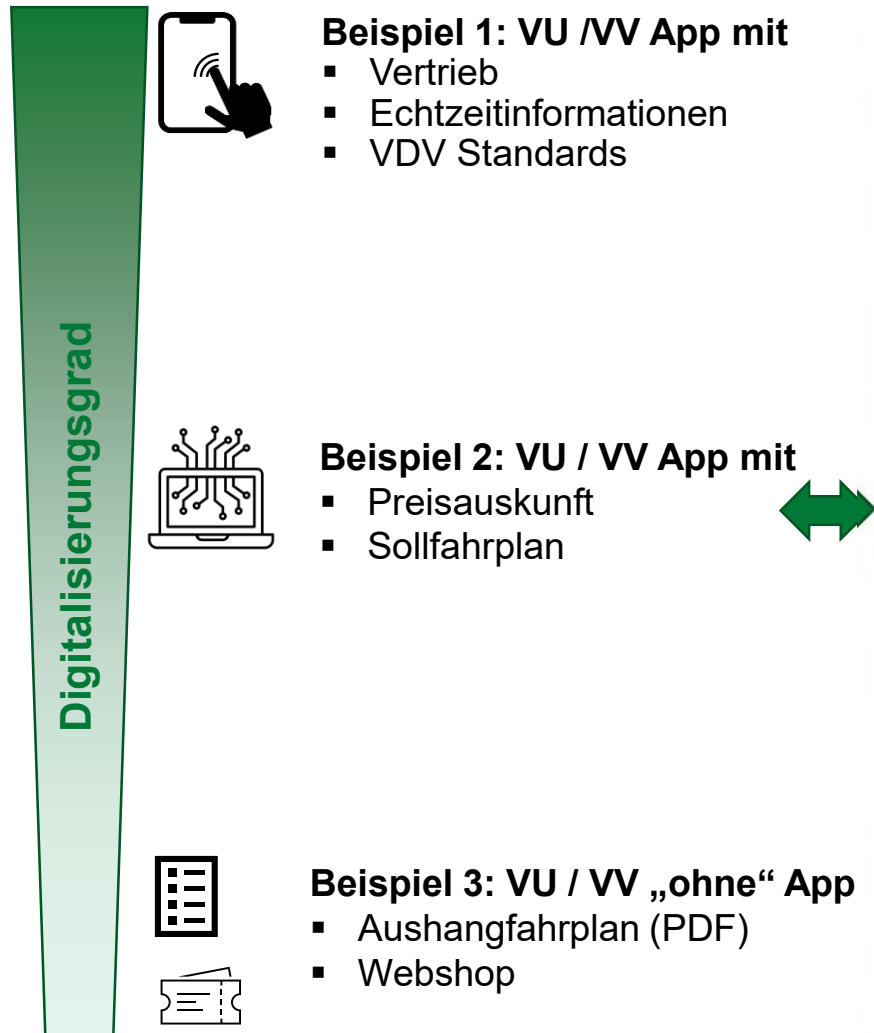 Digitalisierungsgrad
Beispiel 1: VU /VV App mit
▪ Vertrieb
▪ Echtzeitinformationen
▪ VDV Standards
Beispiel 2: VU / VV App mit
▪ Preisauskunft
▪ Sollfahrplan
Beispiel 3: VU / VV „ohne“ App
▪ Aushangfahrplan (PDF)
▪ Webshop